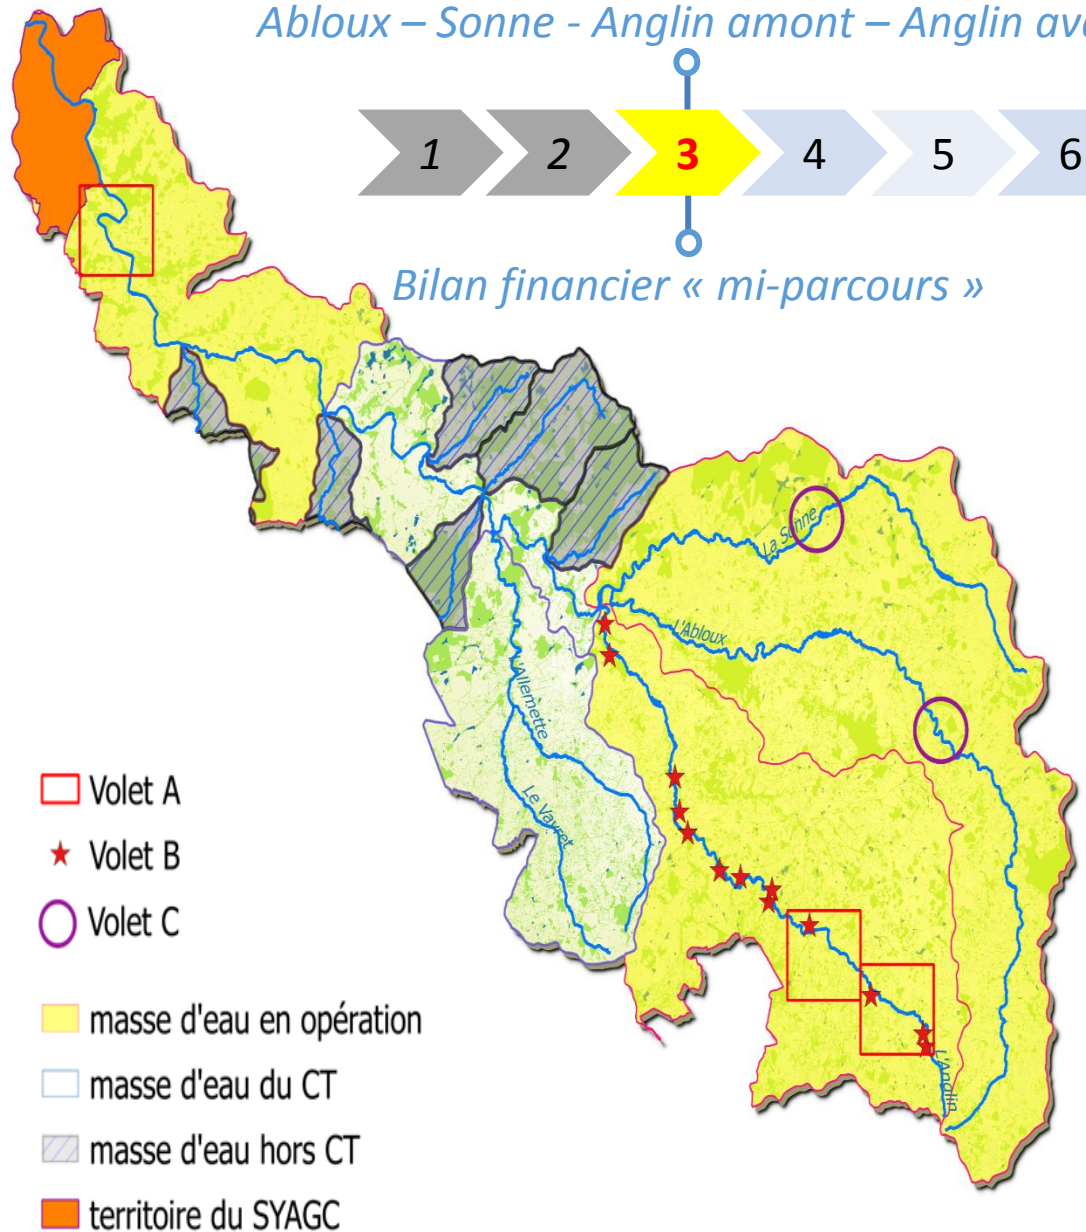 Abloux – Sonne - Anglin amont – Anglin ava
1 2 3 4 5 6
Bilan financier « mi-parcours »
La Sonne
L'Abloux
L'Allemette
Le Vavret
L'Anglin
Volet A
Volet B
Volet C
masse d'eau en opération
masse d'eau du CT
masse d'eau hors CT
territoire du SYAGC